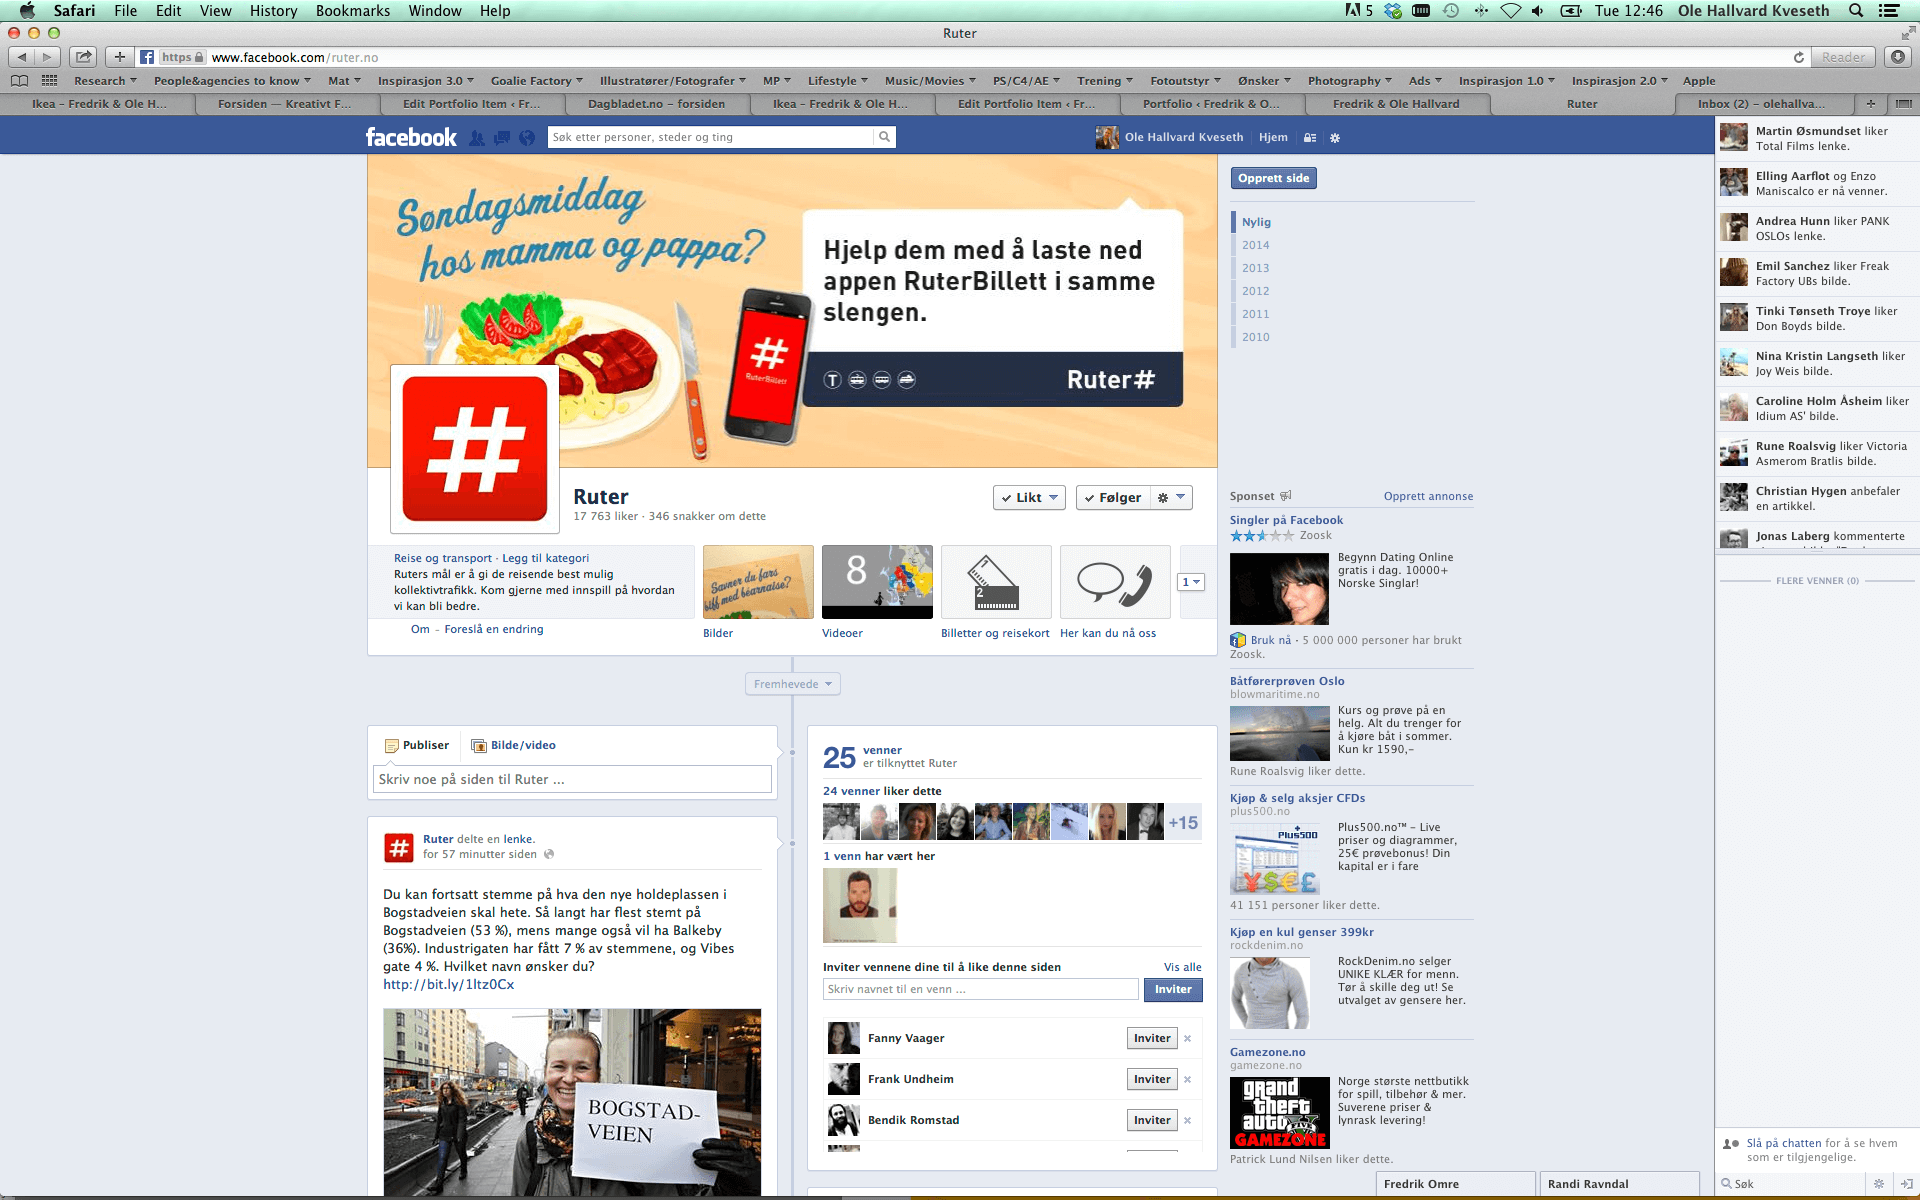 Safari File Edit View History Bookmarks Window Help
5 Tue 12:46 Ole Hallvard Kveseth
Ruter
https www.facebook.com/ruter.no Reader
Research People&agencies to know Mat Inspirasjon 3.0 Goalie Factory Illustratører/Fotografer MP Lifestyle Music/Movies PS/C4/AE Trening Fotoutstyr Ønsker Photography Ads Inspirasjon 1.0 Inspirasjon 2.0 Apple
Ikea – Fredrik & Ole H... Forsiden — Kreativt F... Edit Portfolio Item ‹ Fr... Dagbladet.no – forsiden Ikea – Fredrik & Ole H... Edit Portfolio Item ‹ Fr... Portfolio ‹ Fredrik & O... Fredrik & Ole Hallvard Ruter Inbox (2) – olehallva...
facebook
Søk etter personer, steder og ting
Ole Hallvard Kveseth Hjem
Søndagsmiddag
hos mamma og pappa?
Hjelp dem med å laste ned
appen RuterBillett i samme
slengen.
#
RuterBillett
T
Ruter#
#
Ruter
17 763 liker · 346 snakker om dette
Likt Følger
Reise og transport · Legg til kategori
Ruters mål er å gi de reisende best mulig
kollektivtrafikk. Kom gjerne med innspill på hvordan
vi kan bli bedre.
Om – Foreslå en endring
Savner du fars
biff med bearnaise?
8
1
2
1
Bilder
Videoer
Billetter og reisekort
Her kan du nå oss
Fremhevede
Publiser Bilde/video
Skriv noe på siden til Ruter ...
#
Ruter delte en lenke.
for 57 minutter siden
Du kan fortsatt stemme på hva den nye holdeplassen i
Bogstadveien skal hete. Så langt har flest stemt på
Bogstadveien (53 %), mens mange også vil ha Balkeby
(36%). Industrigaten har fått 7 % av stemmene, og Vibes
gate 4 %. Hvilket navn ønsker du?
http://bit.ly/1ltz0Cx
BOGSTAD-
VEIEN
25 venner
er tilknyttet Ruter
24 venner liker dette
+15
1 venn har vært her
Inviter vennene dine til å like denne siden Vis alle
Skriv navnet til en venn ... Inviter
Fanny Vaager Inviter
Frank Undheim Inviter
Bendik Romstad Inviter
Opprett side
Nylig
2014
2013
2012
2011
2010
Sponset Opprett annonse
Singler på Facebook
Zoosk
Begynn Dating Online
gratis i dag. 10000+
Norske Singlar!
Bruk nå · 5 000 000 personer har brukt
Zoosk.
Båtførerprøven Oslo
blowmaritime.no
Kurs og prøve på en
helg. Alt du trenger for
å kjøre båt i sommer.
Kun kr 1590,-
Rune Roalsvig liker dette.
Kjøp & selg aksjer CFDs
plus500.no
Plus500
¥$€£
Plus500.no™ – Live
priser og diagrammer,
25€ prøvebonus! Din
kapital er i fare
41 151 personer liker dette.
Kjøp en kul genser 399kr
rockdenim.no
RockDenim.no selger
UNIKE KLÆR for menn.
Tør å skille deg ut! Se
utvalget av gensere her.
Gamezone.no
gamezone.no
grand
theft
auto
V
FIVE
GAMEZONE
Norge største nettbutikk
for spill, tilbehør & mer.
Suverene priser &
lynrask levering!
Patrick Lund Nilsen liker dette.
Martin Øsmundset liker
Total Films lenke.
Elling Aarflot og Enzo
Maniscalco er nå venner.
Andrea Hunn liker PANK
OSLOs lenke.
Emil Sanchez liker Freak
Factory UBs bilde.
Tinki Tønseth Troye liker
Don Boyds bilde.
Nina Kristin Langseth liker
Joy Weis bilde.
Caroline Holm Åsheim liker
Idium AS' bilde.
Rune Roalsvig liker Victoria
Asmerom Bratlis bilde.
Christian Hygen anbefaler
en artikkel.
Jonas Laberg kommenterte
FLERE VENNER (0)
Slå på chatten for å se hvem
som er tilgjengelige.
Søk
Fredrik Omre
Randi Ravndal